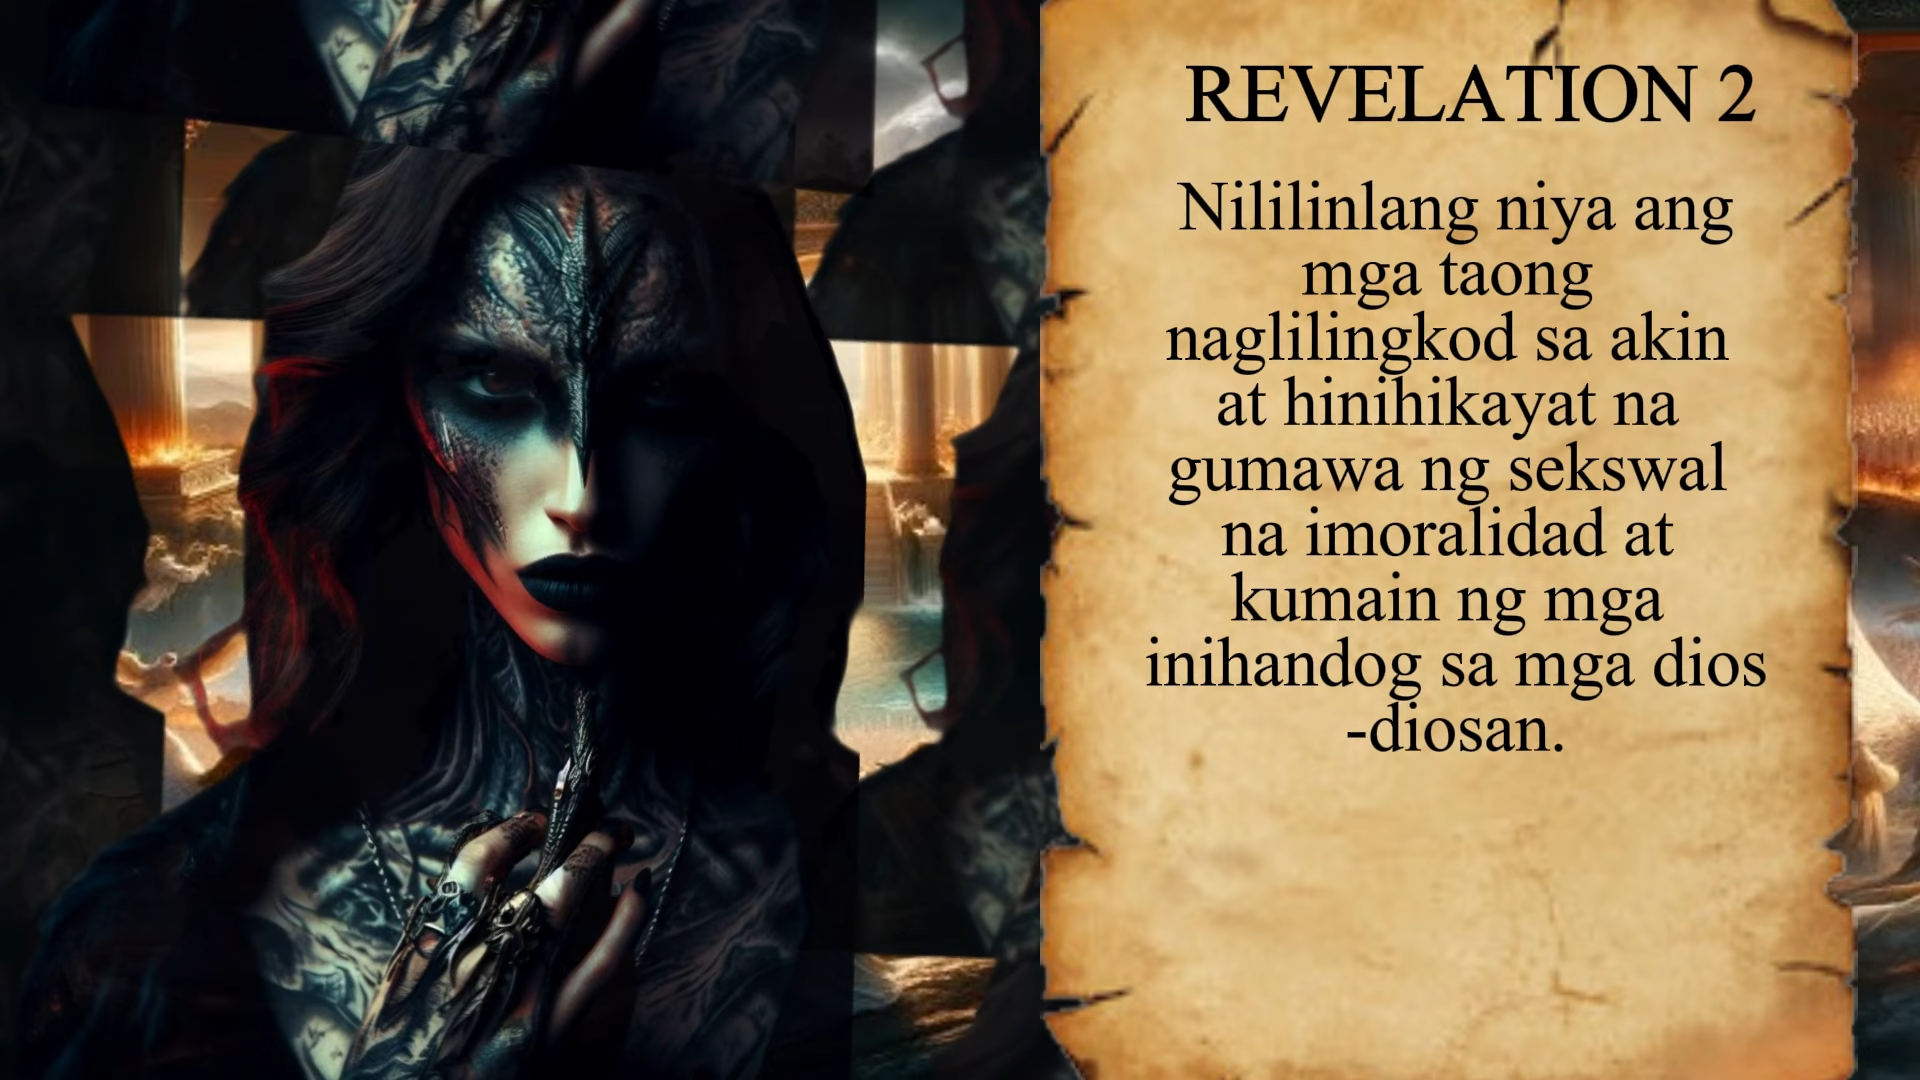 REVELATION 2
Nililinlang niya ang
mga taong
naglilingkod sa akin
at hinihikayat na
gumawa ng sekswal
na imoralidad at
kumain ng mga
inihandog sa mga dios
-diosan.